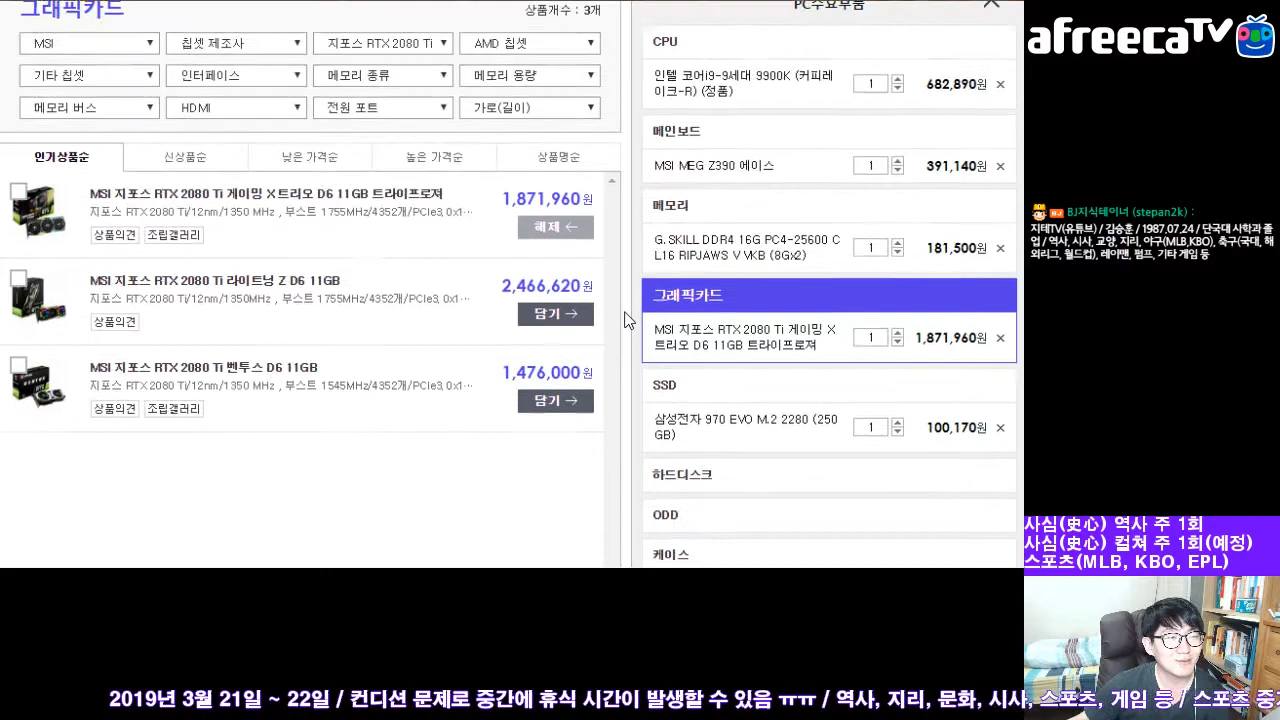 그래픽카드
상품개수 : 3개
MSI
칩셋 제조사
지포스 RTX 2080 Ti
AMD 칩셋
기타 칩셋
인터페이스
메모리 종류
메모리 용량
메모리 버스
HDMI
전원 포트
가로(길이)
인기상품순
신상품순
낮은 가격순
높은 가격순
상품명순
MSI 지포스 RTX 2080 Ti 게이밍 X 트리오 D6 11GB 트라이프로져
지포스 RTX 2080 Ti/12nm/1350 MHz , 부스트 1755MHz/4352개/PCIe3, 0x1···
상품의견
조립갤러리
1,871,960원
해제 ←
MSI 지포스 RTX 2080 Ti 라이트닝 Z D6 11GB
지포스 RTX 2080 Ti/12nm/1350MHz , 부스트 1755MHz/4352개/PCIe3, 0x1···
상품의견
2,466,620원
담기 →
MSI 지포스 RTX 2080 Ti 벤투스 D6 11GB
지포스 RTX 2080 Ti/12nm/1350 MHz , 부스트 1545MHz/4352개/PCIe3, 0x1···
상품의견
조립갤러리
1,476,000원
담기 →
PC주요부품
CPU
인텔 코어i9-9세대 9900K (커피레
이크-R) (정품)
1
682,890원
메인보드
MSI MEG Z390 에이스
1
391,140원
메모리
G.SKILL DDR4 16G PC4-25600 C
L16 RIPJAWS V VKB (8Gx2)
1
181,500원
그래픽카드
MSI 지포스 RTX 2080 Ti 게이밍 X
트리오 D6 11GB 트라이프로져
1
1,871,960원
SSD
삼성전자 970 EVO M.2 2280 (250
GB)
1
100,170원
하드디스크
ODD
케이스
afreecaTV
BJ BJ지식테이너 (stepan2k) :
지테TV(유튜브) / 김승훈 / 1987.07.24 / 단국대 사학과 졸
업 / 역사, 시사, 교양, 지리, 야구(MLB,KBO), 축구(국대, 해
외리그, 월드컵), 레이맨, 펌프, 기타 게임 등
사심(史心) 역사 주 1회
사심(史心) 컬쳐 주 1회(예정)
스포츠(MLB, KBO, EPL)
2019년 3월 21일 ~ 22일 / 컨디션 문제로 중간에 휴식 시간이 발생할 수 있음 ㅠㅠ / 역사, 지리, 문화, 시사, 스포츠, 게임 등 / 스포츠 중